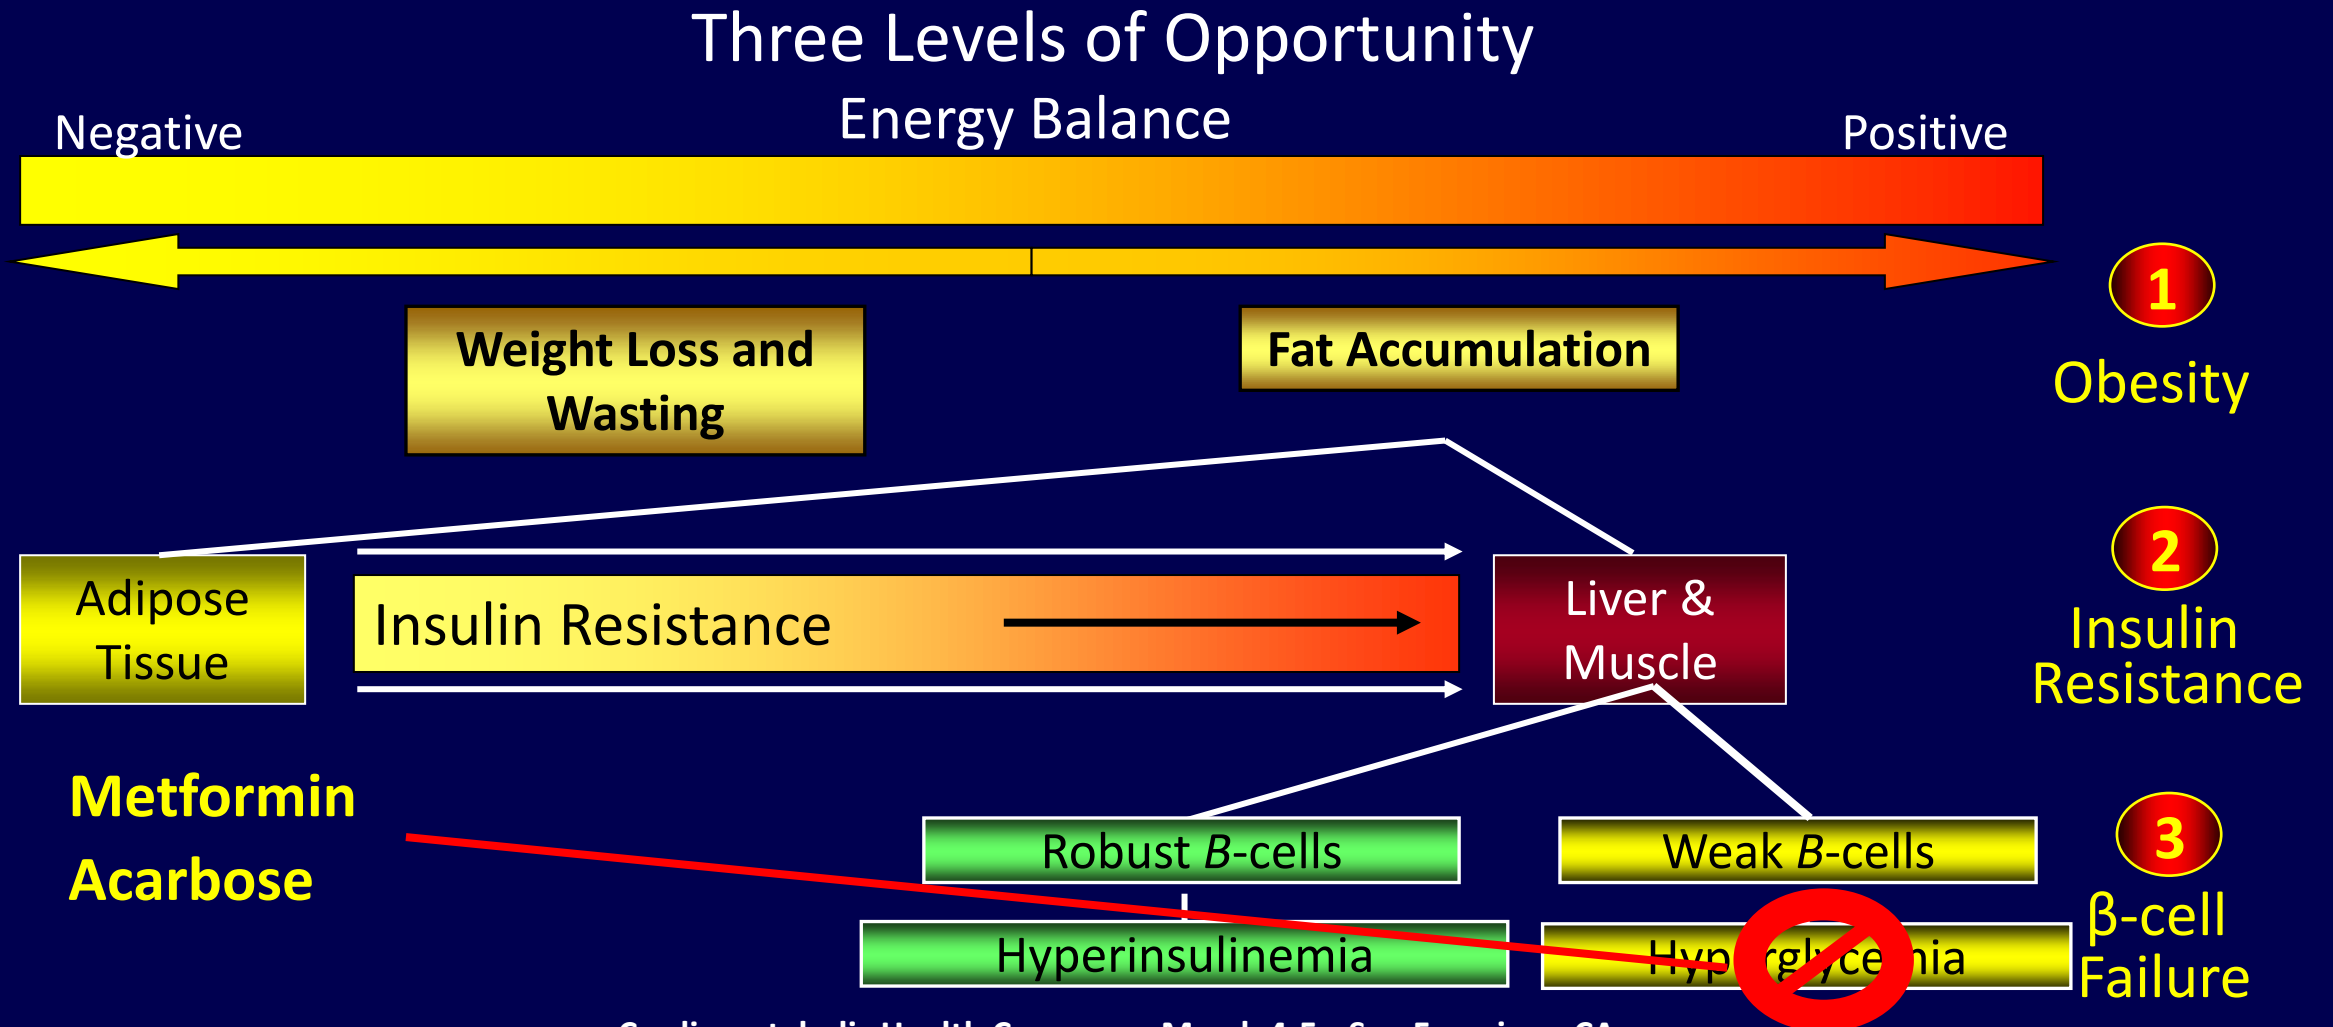 Three Levels of Opportunity
Energy Balance
Negative
Positive
1
Weight Loss and
Wasting
Fat Accumulation
Obesity
Adipose
Tissue
Insulin Resistance
Liver &
Muscle
2
Insulin
Resistance
Metformin
Acarbose
Robust B-cells
Weak B-cells
3
Hyperinsulinemia
Hyperglycemia
β-cell
Failure